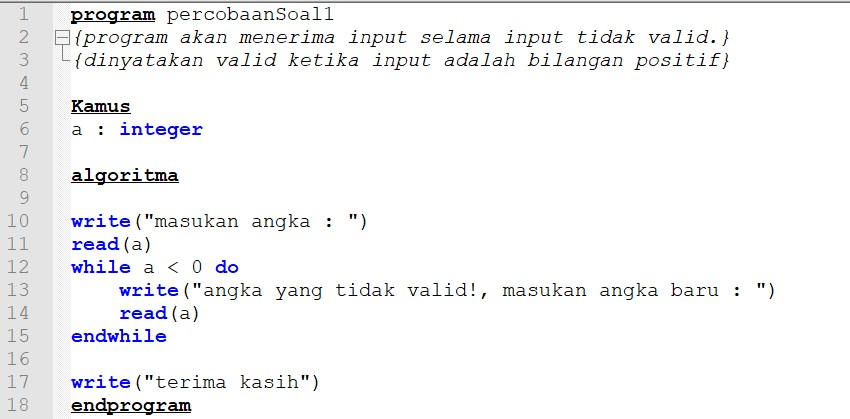 1 program percobaanSoal1
2 {program akan menerima input selama input tidak valid.}
3 {dinyatakan valid ketika input adalah bilangan positif}
4
5 Kamus
6 a : integer
7
8 algoritma
9
10 write("masukan angka : ")
11 read(a)
12 while a < 0 do
13 write("angka yang tidak valid!, masukan angka baru : ")
14 read(a)
15 endwhile
16
17 write("terima kasih")
18 endprogram